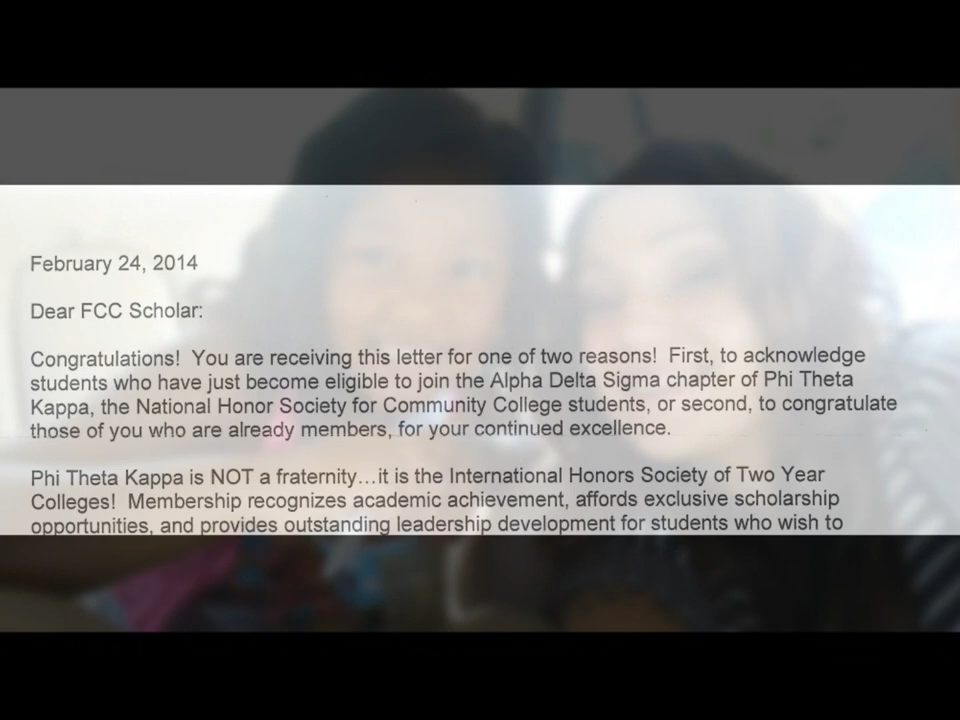 February 24, 2014
Dear FCC Scholar:
Congratulations!  You are receiving this letter for one of two reasons!  First, to acknowledge
students who have just become eligible to join the Alpha Delta Sigma chapter of Phi Theta
Kappa, the National Honor Society for Community College students, or second, to congratulate
those of you who are already members, for your continued excellence.
Phi Theta Kappa is NOT a fraternity…it is the International Honors Society of Two Year
Colleges!  Membership recognizes academic achievement, affords exclusive scholarship
opportunities, and provides outstanding leadership development for students who wish to